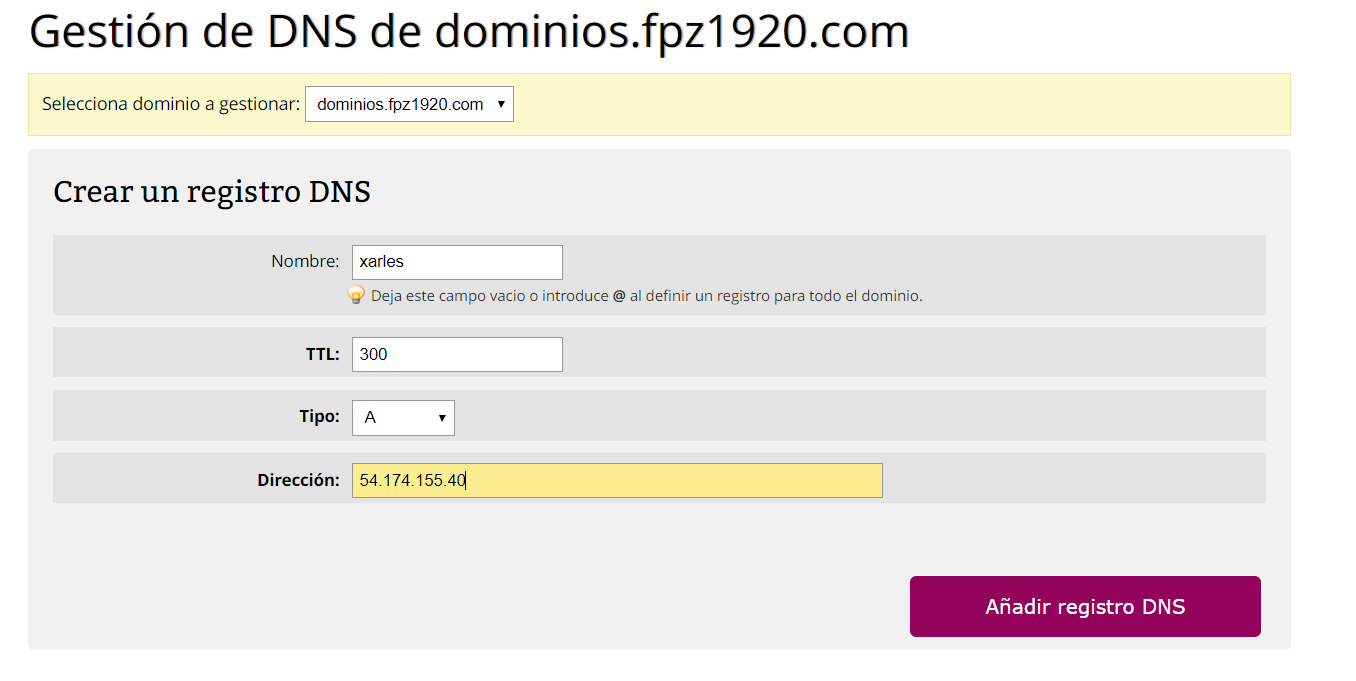 Gestión de DNS de dominios.fpz1920.com
Selecciona dominio a gestionar: dominios.fpz1920.com
Crear un registro DNS
Nombre: xarles
Deja este campo vacio o introduce @ al definir un registro para todo el dominio.
TTL: 300
Tipo: A
Dirección: 54.174.155.40
Añadir registro DNS